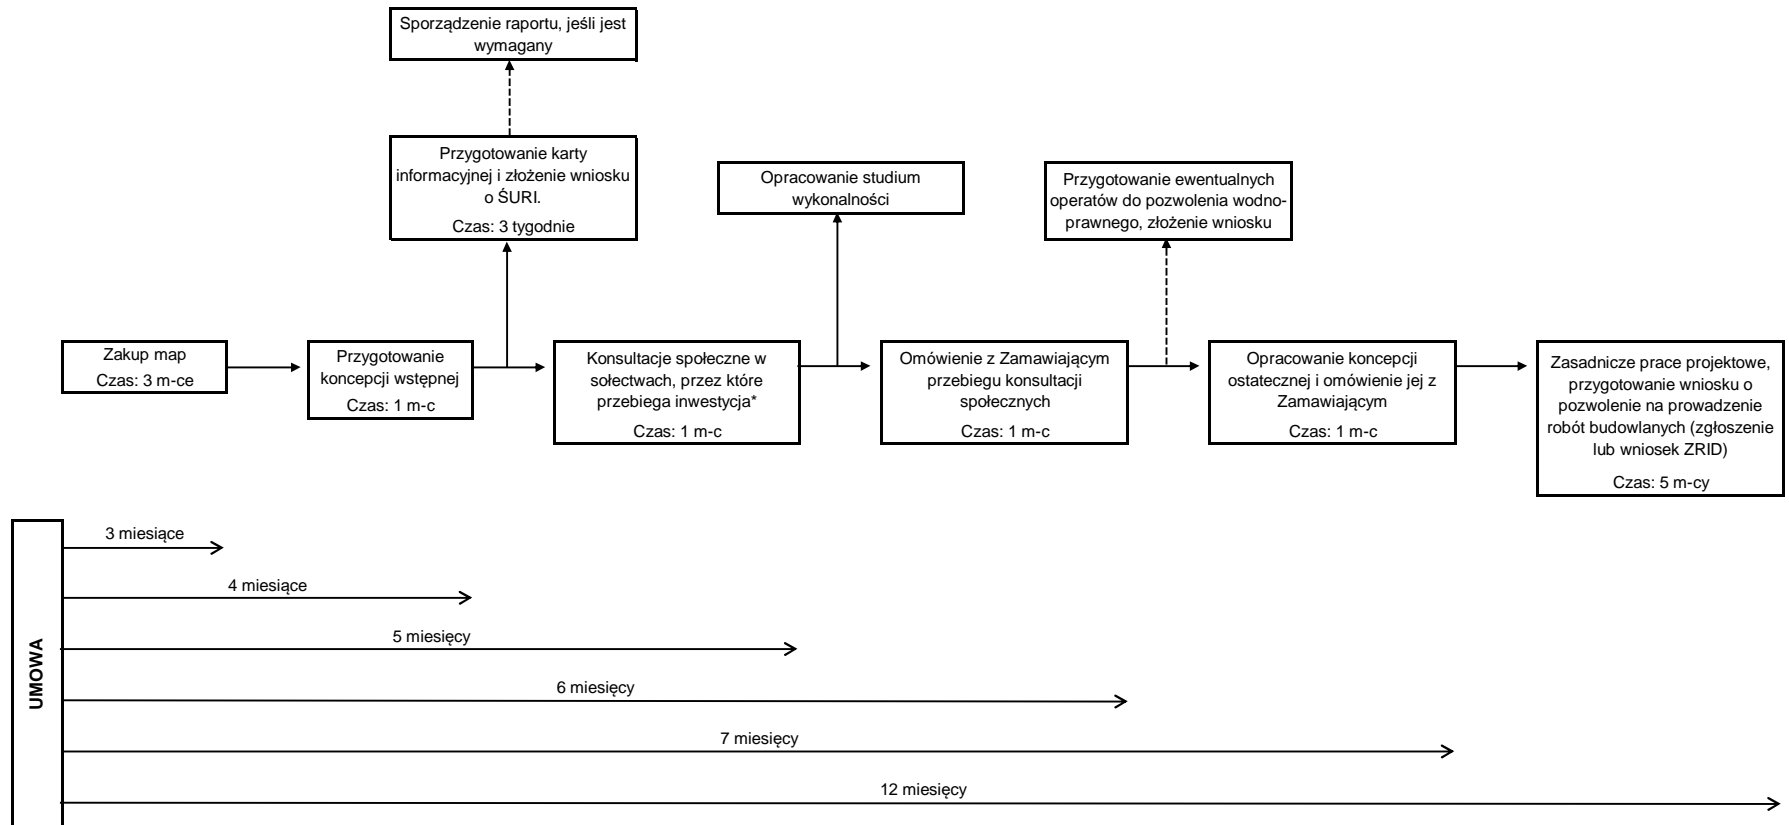 Sporządzenie raportu, jeśli jest
wymagany
Przygotowanie karty
informacyjnej i złożenie wniosku
o ŚURI.
Czas: 3 tygodnie
Opracowanie studium
wykonalności
Przygotowanie ewentualnych
operatów do pozwolenia wodno-
prawnego, złożenie wniosku
Zakup map
Czas: 3 m-ce
Przygotowanie
koncepcji wstępnej
Czas: 1 m-c
Konsultacje społeczne w
sołectwach, przez które
przebiega inwestycja*
Czas: 1 m-c
Omówienie z Zamawiającym
przebiegu konsultacji
społecznych
Czas: 1 m-c
Opracowanie koncepcji
ostatecznej i omówienie jej z
Zamawiającym
Czas: 1 m-c
Zasadnicze prace projektowe,
przygotowanie wniosku o
pozwolenie na prowadzenie
robót budowlanych (zgłoszenie
lub wniosek ZRID)
Czas: 5 m-cy
UMOWA
3 miesiące
4 miesiące
5 miesięcy
6 miesięcy
7 miesięcy
12 miesięcy